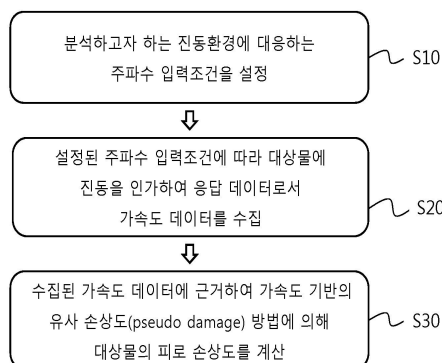 분석하고자 하는 진동환경에 대응하는
주파수 입력조건을 설정
S10
설정된 주파수 입력조건에 따라 대상물에
진동을 인가하여 응답 데이터로서
가속도 데이터를 수집
S20
수집된 가속도 데이터에 근거하여 가속도 기반의
유사 손상도(pseudo damage) 방법에 의해
대상물의 피로 손상도를 계산
S30